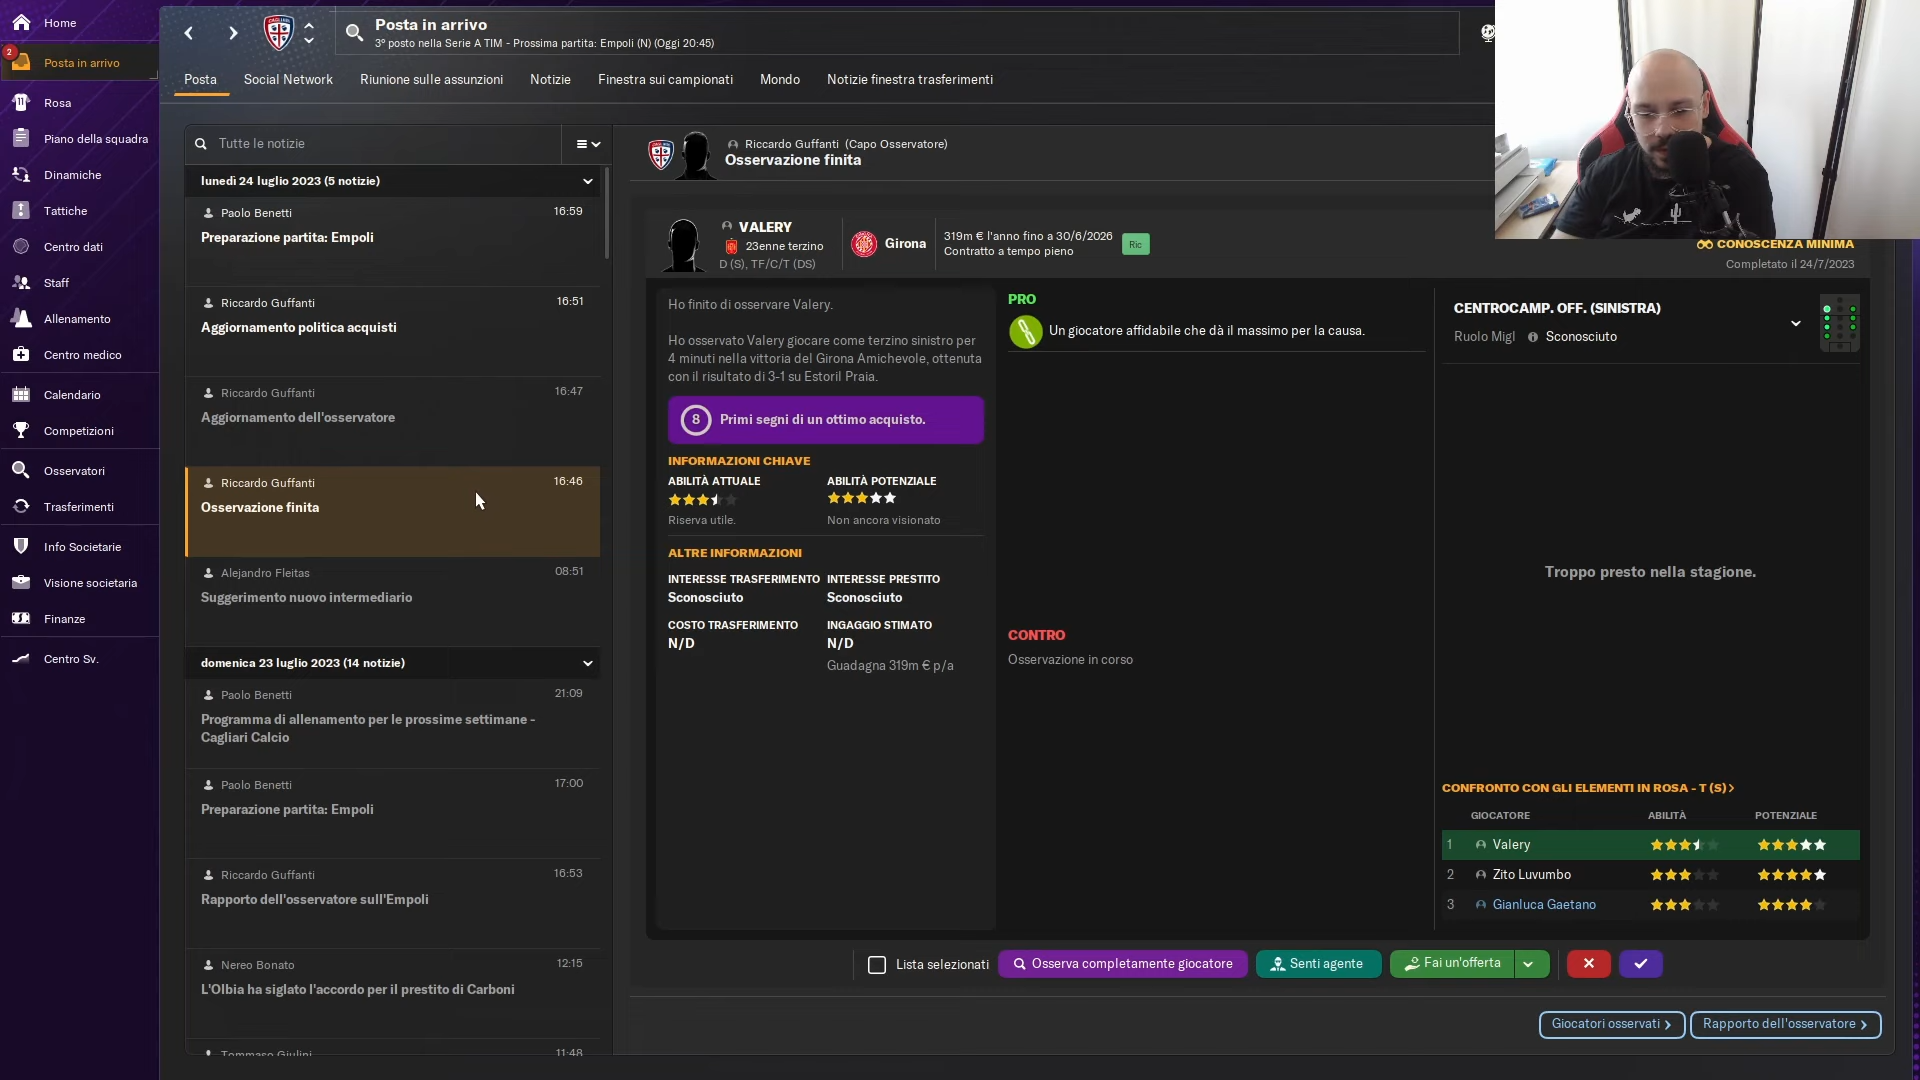 Home
2
Posta in arrivo
Rosa
Piano della squadra
Dinamiche
Tattiche
Centro dati
Staff
Allenamento
Centro medico
Calendario
Competizioni
Osservatori
Trasferimenti
Info Societarie
Visione societaria
Finanze
Centro Sv.
Posta in arrivo
3° posto nella Serie A TIM - Prossima partita: Empoli (N) (Oggi 20:45)
Posta
Social Network
Riunione sulle assunzioni
Notizie
Finestra sui campionati
Mondo
Notizie finestra trasferimenti
Tutte le notizie
lunedì 24 luglio 2023 (5 notizie)
Paolo Benetti 16:59
Preparazione partita: Empoli
Riccardo Guffanti 16:51
Aggiornamento politica acquisti
Riccardo Guffanti 16:47
Aggiornamento dell'osservatore
Riccardo Guffanti 16:46
Osservazione finita
Alejandro Fleitas 08:51
Suggerimento nuovo intermediario
domenica 23 luglio 2023 (14 notizie)
Paolo Benetti 21:09
Programma di allenamento per le prossime settimane -
Cagliari Calcio
Paolo Benetti 17:00
Preparazione partita: Empoli
Riccardo Guffanti 16:53
Rapporto dell'osservatore sull'Empoli
Nereo Bonato 12:15
L'Olbia ha siglato l'accordo per il prestito di Carboni
Tommaso Giulini 11:48
Riccardo Guffanti (Capo Osservatore)
Osservazione finita
VALERY
23enne terzino
D (S), TF/C/T (DS)
Girona
319m € l'anno fino a 30/6/2026
Contratto a tempo pieno
Ric
CONOSCENZA MINIMA
Completato il 24/7/2023
Ho finito di osservare Valery.
Ho osservato Valery giocare come terzino sinistro per
4 minuti nella vittoria del Girona Amichevole, ottenuta
con il risultato di 3-1 su Estoril Praia.
8 Primi segni di un ottimo acquisto.
INFORMAZIONI CHIAVE
ABILITÀ ATTUALE ABILITÀ POTENZIALE
Riserva utile. Non ancora visionato
ALTRE INFORMAZIONI
INTERESSE TRASFERIMENTO INTERESSE PRESTITO
Sconosciuto Sconosciuto
COSTO TRASFERIMENTO INGAGGIO STIMATO
N/D N/D
Guadagna 319m € p/a
PRO
Un giocatore affidabile che dà il massimo per la causa.
CONTRO
Osservazione in corso
CENTROCAMP. OFF. (SINISTRA)
Ruolo Migl Sconosciuto
Troppo presto nella stagione.
CONFRONTO CON GLI ELEMENTI IN ROSA - T (S)
GIOCATORE ABILITÀ POTENZIALE
1 Valery
2 Zito Luvumbo
3 Gianluca Gaetano
Lista selezionati
Osserva completamente giocatore
Senti agente
Fai un'offerta
Giocatori osservati
Rapporto dell'osservatore